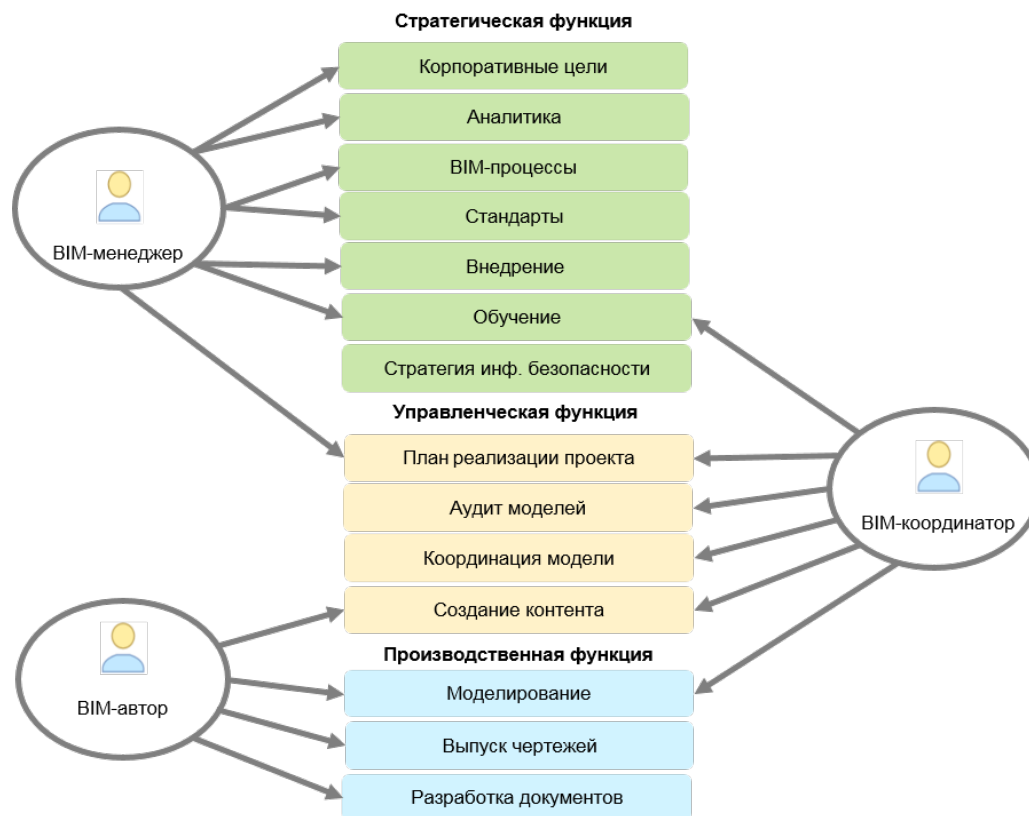 Стратегическая функция
Корпоративные цели
Аналитика
BIM-процессы
Стандарты
BIM-менеджер
Внедрение
Обучение
Стратегия инф. безопасности
Управленческая функция
План реализации проекта
Аудит моделей
BIM-координатор
Координация модели
Создание контента
Производственная функция
Моделирование
BIM-автор
Выпуск чертежей
Разработка документов